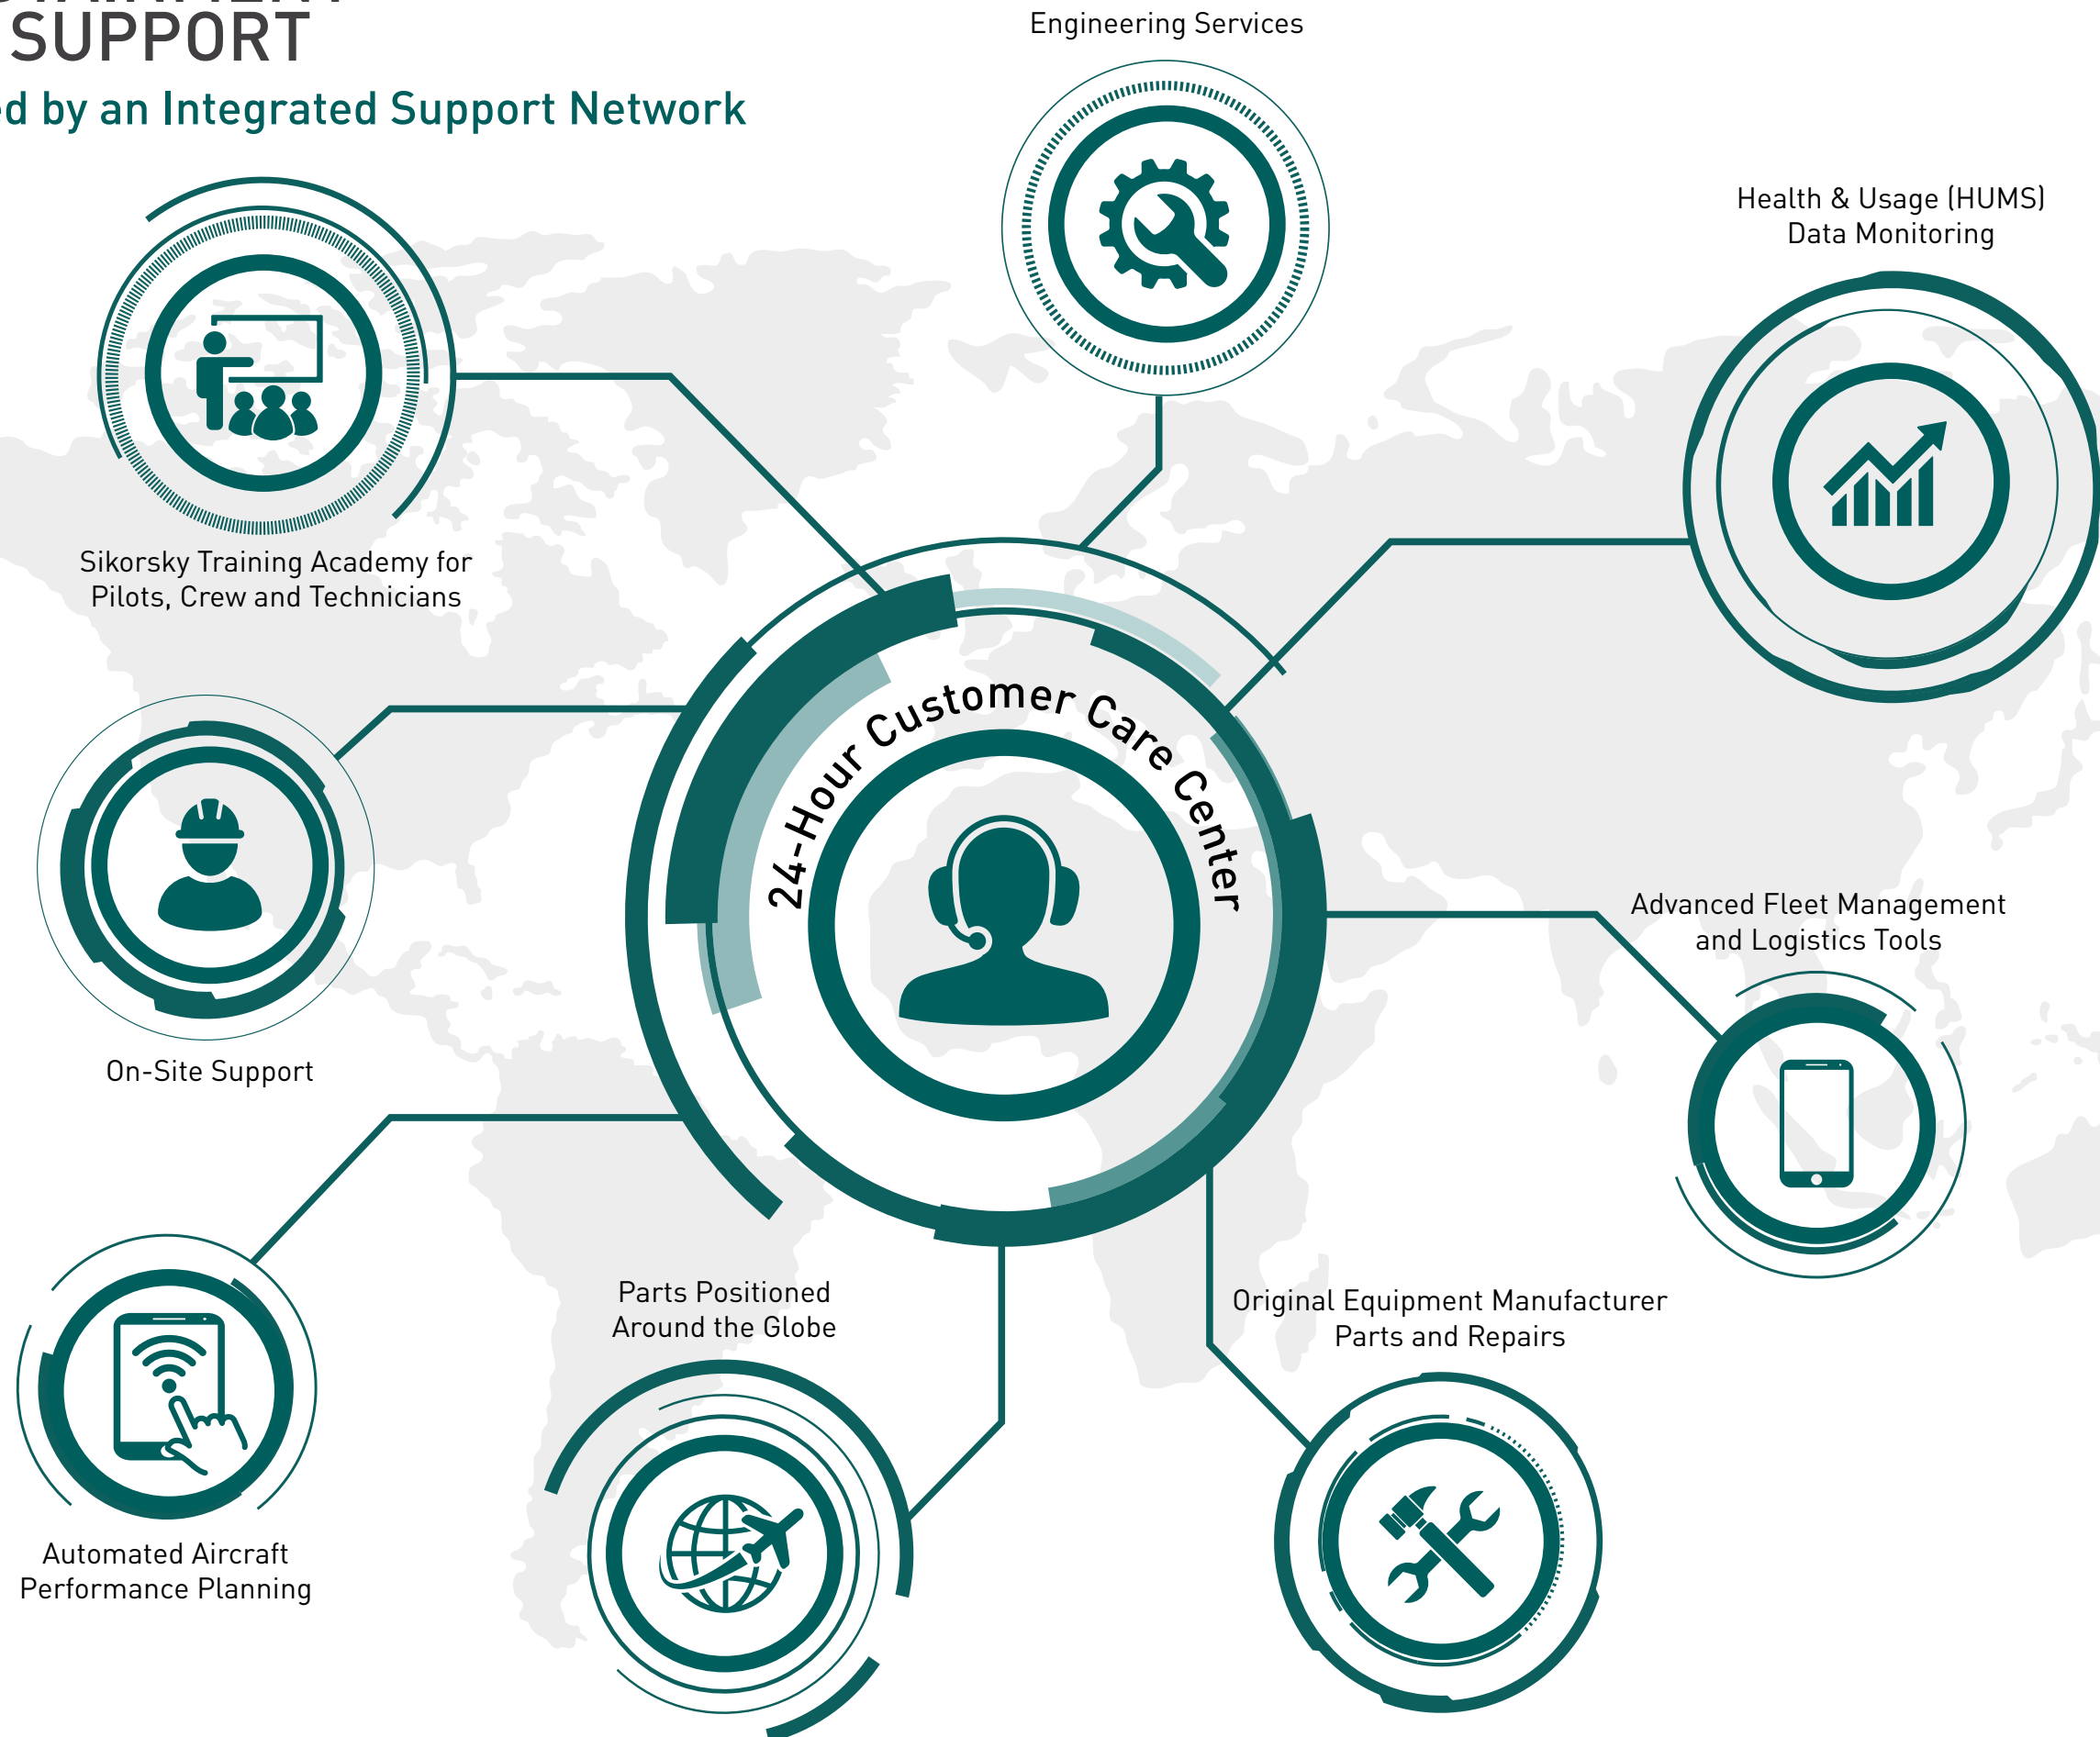 SUPPORT
by an Integrated Support Network
Engineering Services
Health & Usage (HUMS)
Data Monitoring
Sikorsky Training Academy for
Pilots, Crew and Technicians
24-Hour Customer Care Center
Advanced Fleet Management
and Logistics Tools
On-Site Support
Parts Positioned
Around the Globe
Original Equipment Manufacturer
Parts and Repairs
Automated Aircraft
Performance Planning